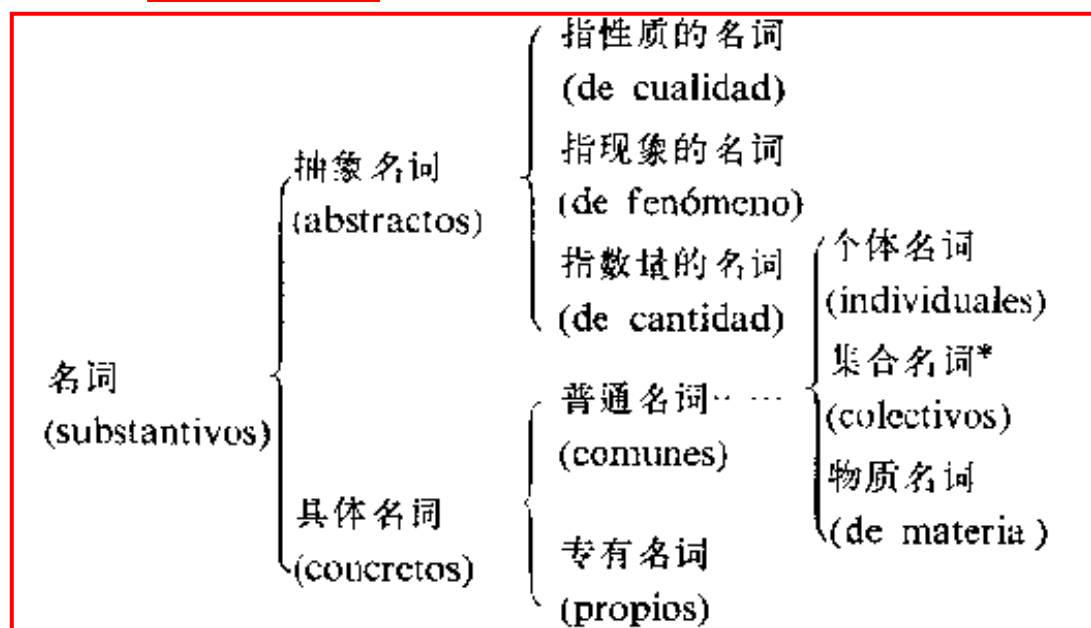 指性质的名词
(de cualidad)
指现象的名词
(de fenómeno)
指数量的名词
(de cantidad)
抽象名词
(abstractos)
个体名词
(individuales)
集合名词*
(colectivos)
物质名词
(de materia)
普通名词…
(comunes)
专有名词
(propios)
具体名词
(coucretos)
名词
(substantivos)